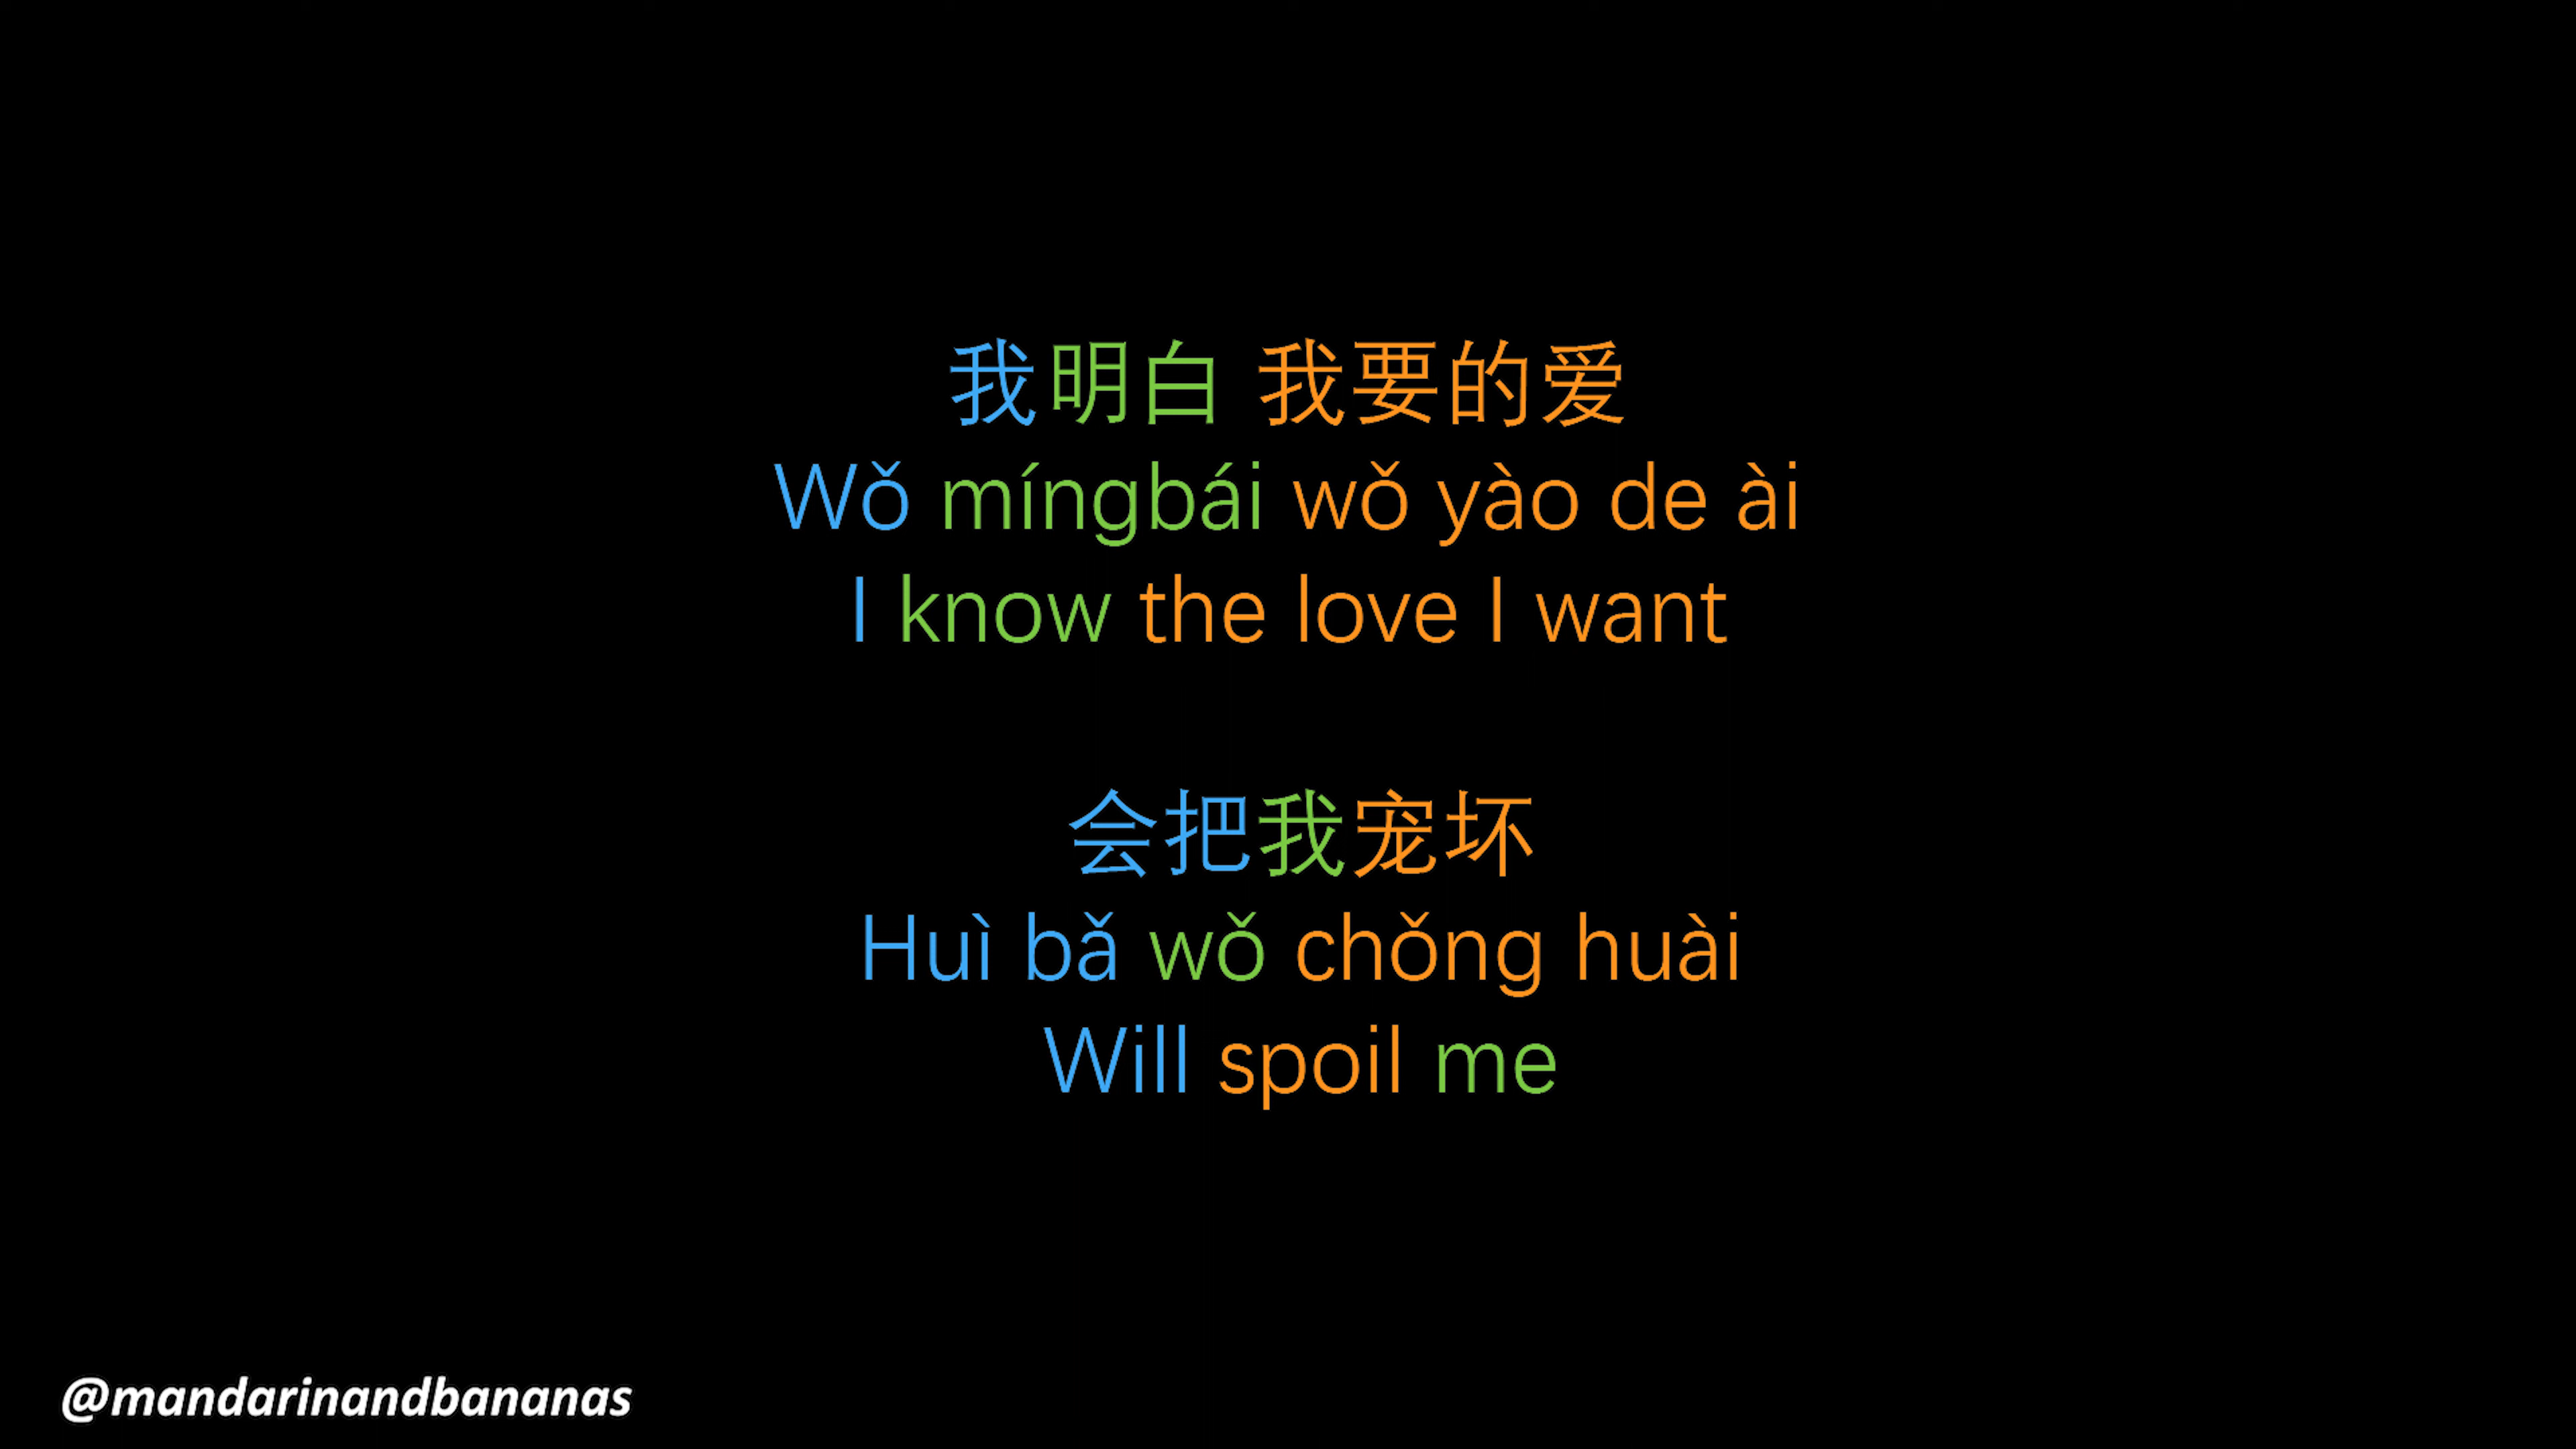 我明白 我要的爱
Wǒ míngbái wǒ yào de ài
I know the love I want
会把我宠坏
Huì bǎ wǒ chǒng huài
Will spoil me
@mandarinandbananas